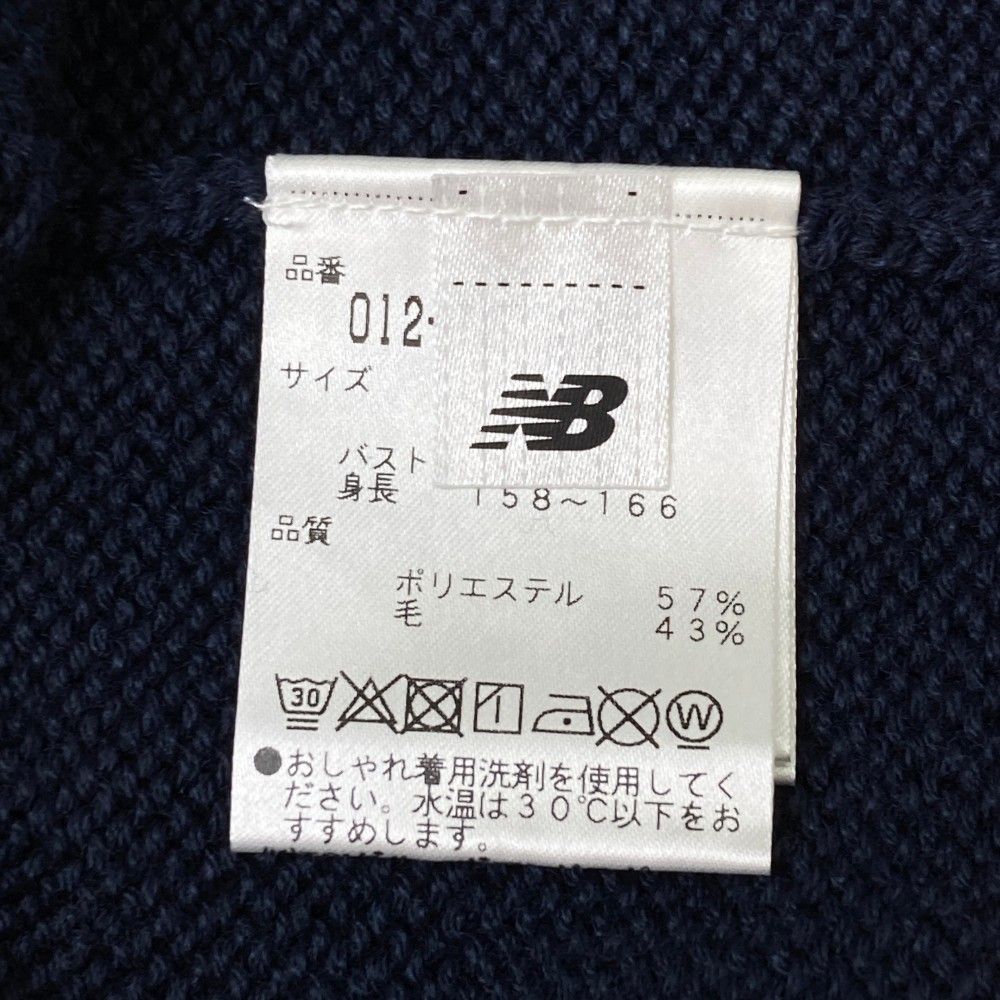 品番
012-
サイズ
NB
バスト
身長 158〜166
品質
ポリエステル 57%
毛 43%
30
W
●おしゃれ着用洗剤を使用してく
ださい。水温は30℃以下をお
すすめします。